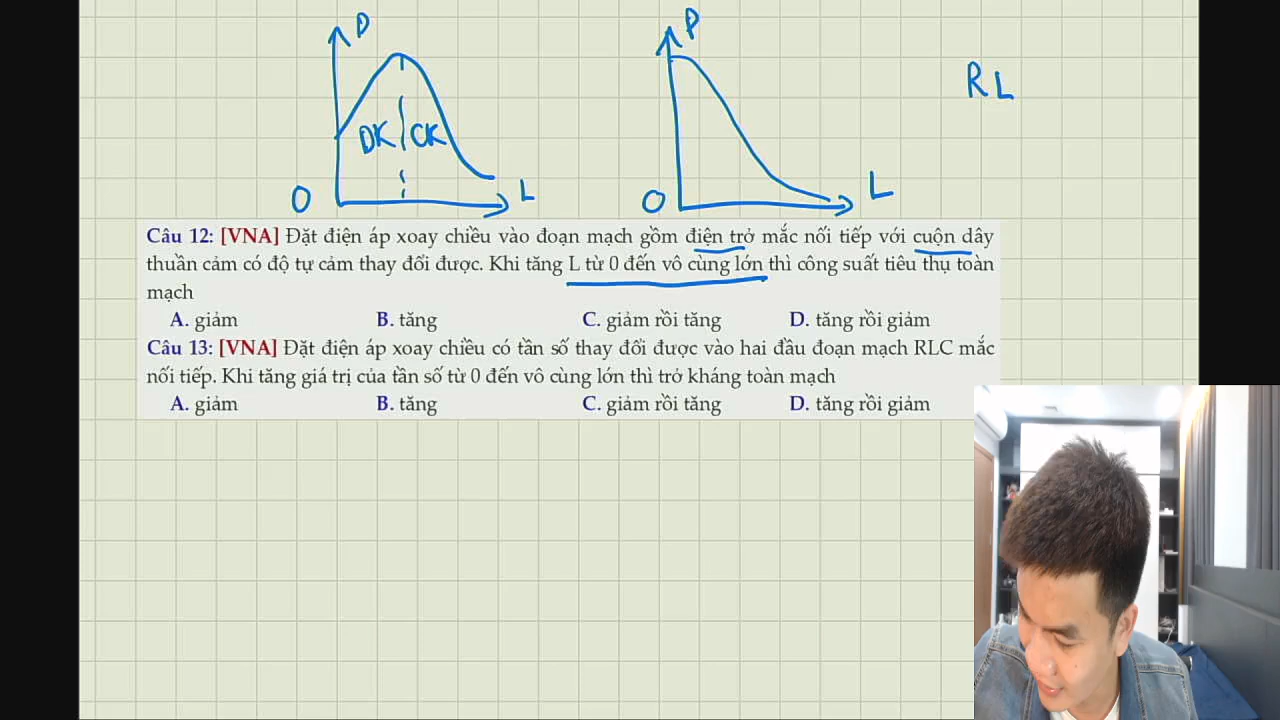 P
P
RL
ĐK CK
O
L
O
L
Câu 12: [VNA] Đặt điện áp xoay chiều vào đoạn mạch gồm điện trở mắc nối tiếp với cuộn dây
thuần cảm có độ tự cảm thay đổi được. Khi tăng L từ 0 đến vô cùng lớn thì công suất tiêu thụ toàn
mạch
A. giảm B. tăng C. giảm rồi tăng D. tăng rồi giảm
Câu 13: [VNA] Đặt điện áp xoay chiều có tần số thay đổi được vào hai đầu đoạn mạch RLC mắc
nối tiếp. Khi tăng giá trị của tần số từ 0 đến vô cùng lớn thì trở kháng toàn mạch
A. giảm B. tăng C. giảm rồi tăng D. tăng rồi giảm